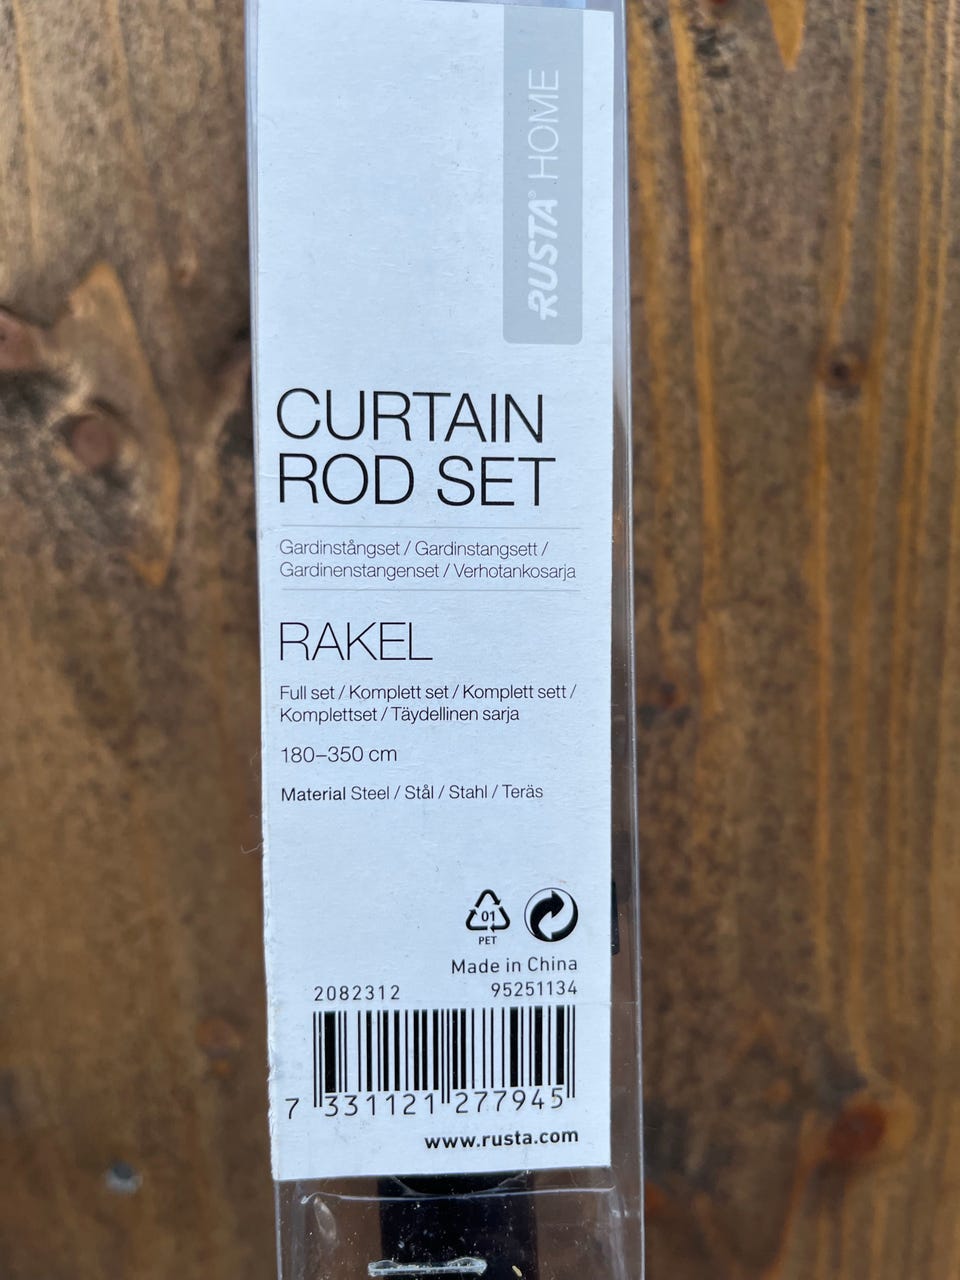 RUSTA® HOME
CURTAIN
ROD SET
Gardinstångset / Gardinstangsett /
Gardinenstangenset / Verhotankosarja
RAKEL
Full set / Komplett set / Komplett sett /
Komplettset / Täydellinen sarja
180–350 cm
Material Steel / Stål / Stahl / Teräs
01
PET
Made in China
2082312 95251134
7 331121 277945
www.rusta.com